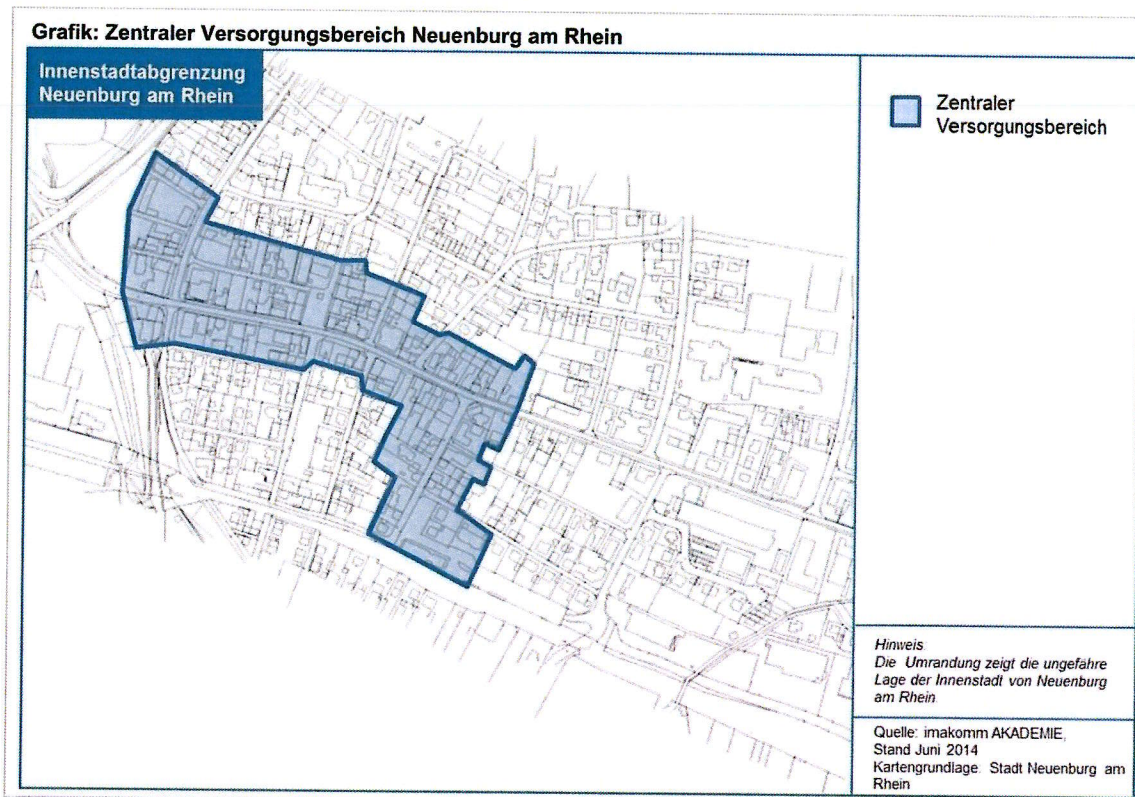 Grafik: Zentraler Versorgungsbereich Neuenburg am Rhein
Innenstadtabgrenzung
Neuenburg am Rhein
Zentraler
Versorgungsbereich
Hinweis
Die Umrandung zeigt die ungefähre
Lage der Innenstadt von Neuenburg
am Rhein
Quelle: imakomm AKADEMIE,
Stand Juni 2014
Kartengrundlage: Stadt Neuenburg am
Rhein